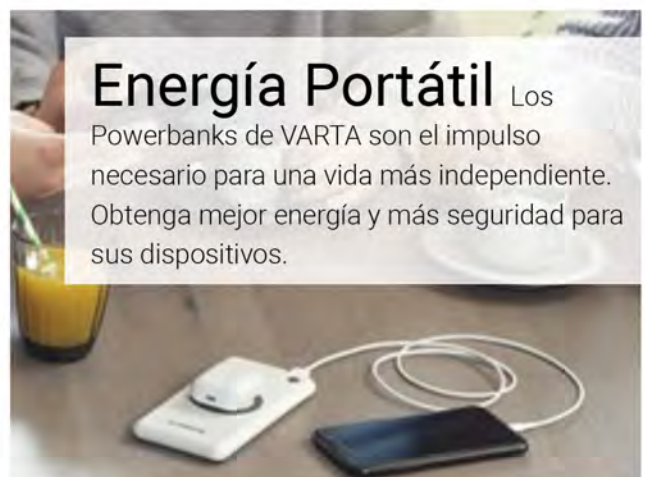 Energía Portátil Los
Powerbanks de VARTA son el impulso
necesario para una vida más independiente.
Obtenga mejor energía y más seguridad para
sus dispositivos.